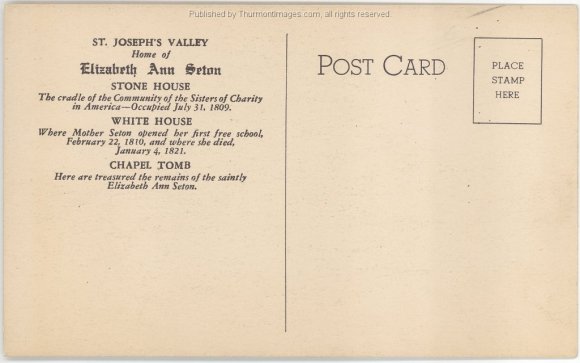 Published by Thurmontimages.com, all rights reserved.
ST. JOSEPH'S VALLEY
Home of
Elizabeth Ann Seton
STONE HOUSE
The cradle of the Community of the Sisters of Charity
in America—Occupied July 31, 1809.
WHITE HOUSE
Where Mother Seton opened her first free school,
February 22, 1810, and where she died,
January 4, 1821.
CHAPEL TOMB
Here are treasured the remains of the saintly
Elizabeth Ann Seton.
POST CARD
PLACE
STAMP
HERE